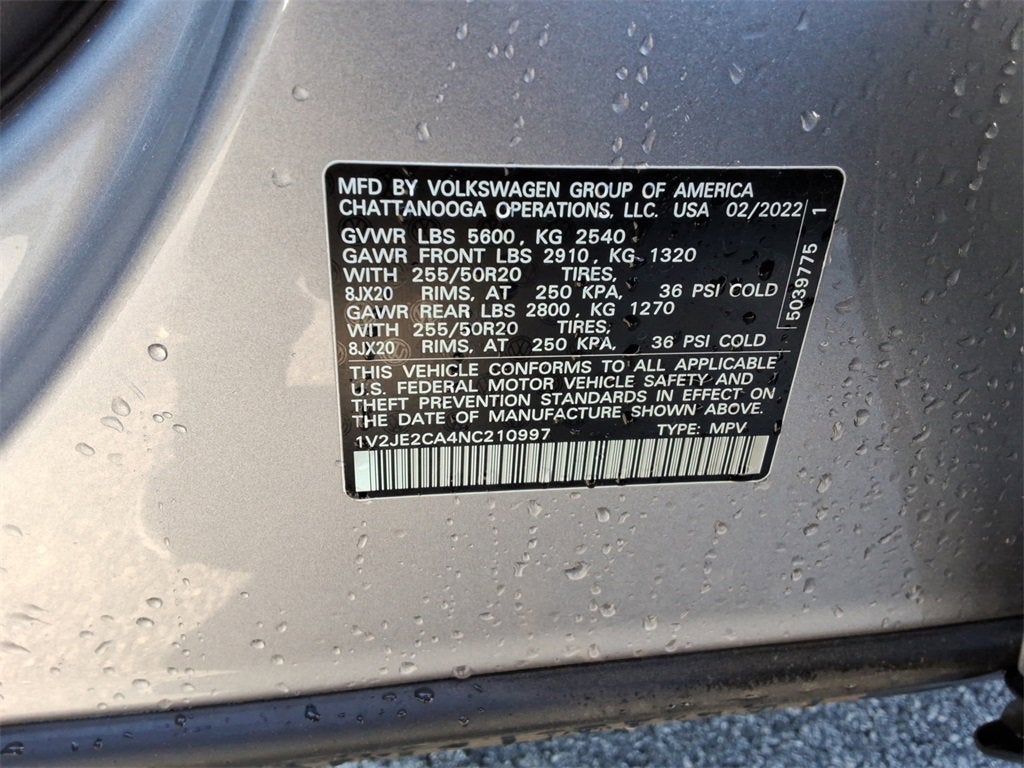 MFD BY VOLKSWAGEN GROUP OF AMERICA
CHATTANOOGA OPERATIONS, LLC. USA 02/2022
GVWR LBS 5600, KG 2540
GAWR FRONT LBS 2910, KG 1320
WITH 255/50R20 TIRES,
8JX20 RIMS, AT 250 KPA, 36 PSI COLD
GAWR REAR LBS 2800, KG 1270
WITH 255/50R20 TIRES,
8JX20 RIMS, AT 250 KPA, 36 PSI COLD
THIS VEHICLE CONFORMS TO ALL APPLICABLE
U.S. FEDERAL MOTOR VEHICLE SAFETY AND
THEFT PREVENTION STANDARDS IN EFFECT ON
THE DATE OF MANUFACTURE SHOWN ABOVE.
1V2JE2CA4NC210997 TYPE: MPV
5039775 1